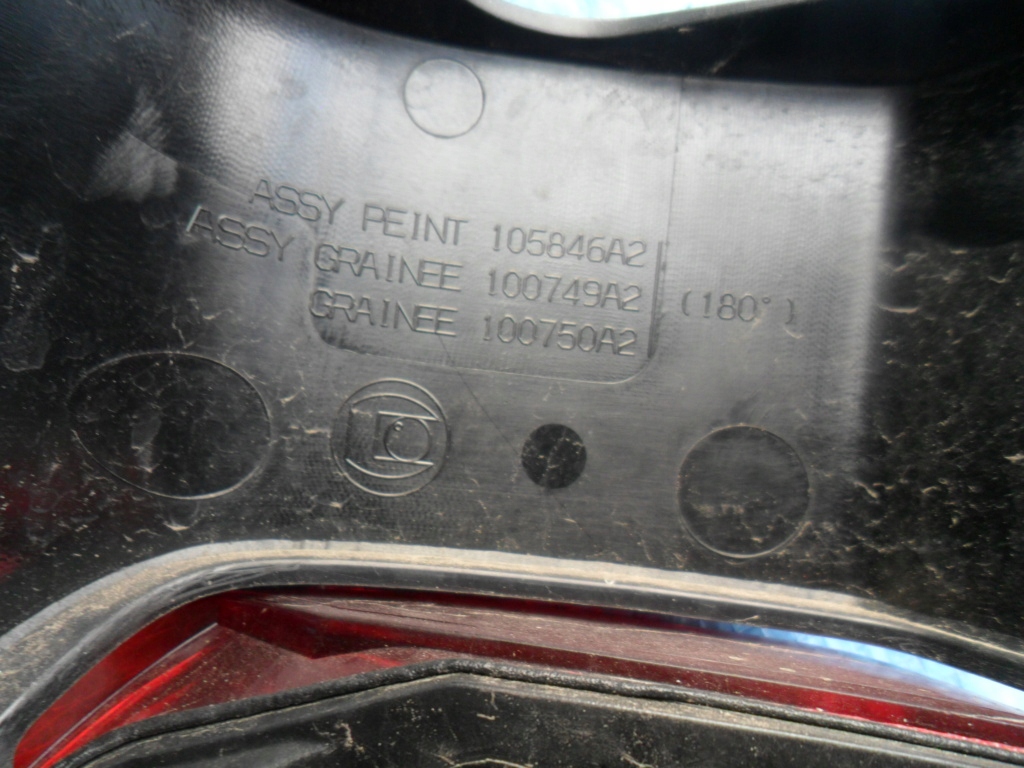 ASSY PEINT 105846A2
ASSY GRAINEE 100749A2 (180°)
GRAINEE 100750A2